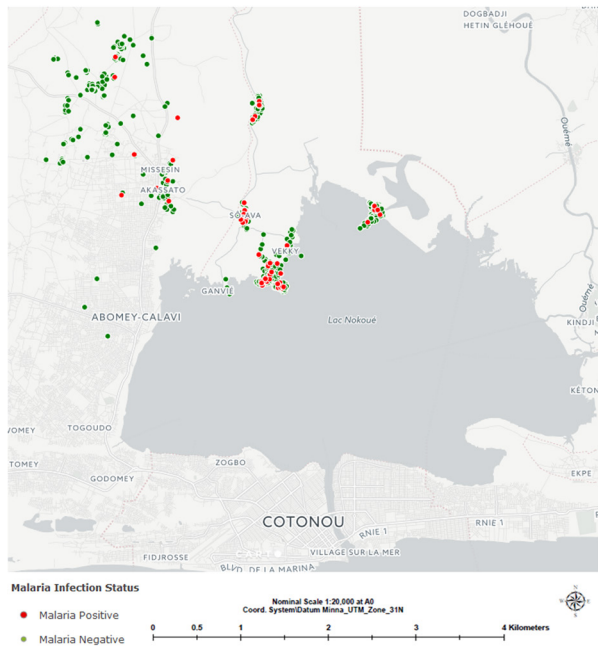 DOGBADJI
HETIN GLÉHOUÉ
Ouémé
MISSESIN
AKASSATO
SO-AVA
VEKKY
GANVIÉ
Lac Nokoué
Ouémé
KINDJI
ABOMEY-CALAVI
KÉTON
WOMEY
TOGOUDO
TOMEY
ZOGBO
GODOMEY
EKPE
COTONOU
RNIE 1
RNIE 1
FIDJROSSE
CARTO
VILLAGE SUR LA MER
BLVD. DE LA MARINA
Malaria Infection Status
Malaria Positive
Malaria Negative
Nominal Scale 1:20,000 at A0
Coord. System\Datum Minna_UTM_Zone_31N
0 0.5 1 2 3 4 Kilometers
N
W E
S